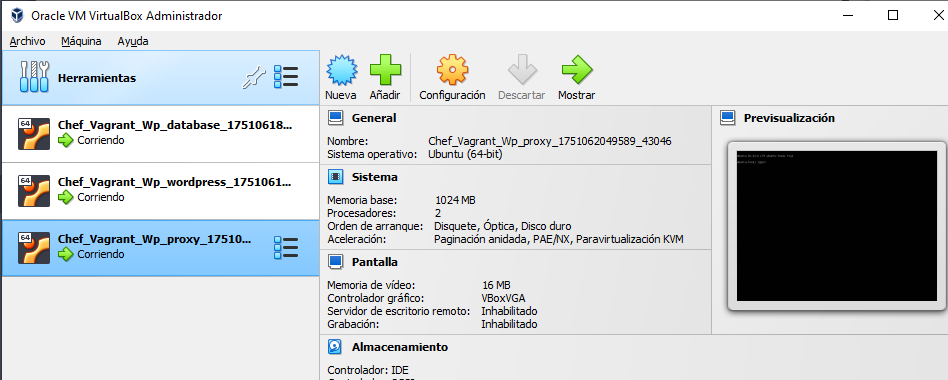 Oracle VM VirtualBox Administrador
Archivo Máquina Ayuda
Herramientas
Nueva Añadir Configuración Descartar Mostrar
64
Chef_Vagrant_Wp_database_17510618...
Corriendo
64
Chef_Vagrant_Wp_wordpress_1751061...
Corriendo
64
Chef_Vagrant_Wp_proxy_17510...
Corriendo
General
Nombre: Chef_Vagrant_Wp_proxy_1751062049589_43046
Sistema operativo: Ubuntu (64-bit)
Sistema
Memoria base: 1024 MB
Procesadores: 2
Orden de arranque: Disquete, Óptica, Disco duro
Aceleración: Paginación anidada, PAE/NX, Paravirtualización KVM
Pantalla
Memoria de vídeo: 16 MB
Controlador gráfico: VBoxVGA
Servidor de escritorio remoto: Inhabilitado
Grabación: Inhabilitado
Almacenamiento
Controlador: IDE
Previsualización